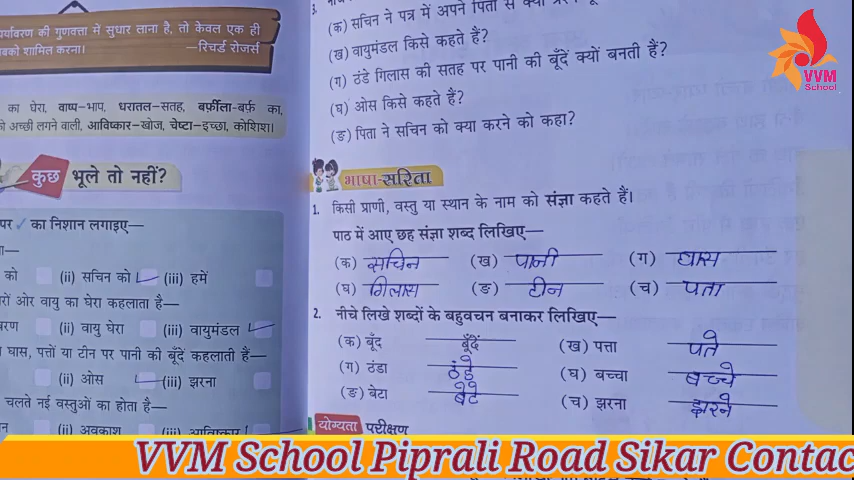 पर्यावरण की गुणवत्ता में सुधार लाना है, तो केवल एक ही
सबको शामिल करना।
—रिचर्ड रोजर्स
का घेरा, वाष्प–भाप, धरातल–सतह, बर्फ़ीला–बर्फ़ का,
अच्छी लगने वाली, आविष्कार–खोज, चेष्टा–इच्छा, कोशिश।
कुछ भूले तो नहीं?
पर ✓ का निशान लगाइए—
को (ii) सचिन को (iii) हमें
ओर वायु का घेरा कहलाता है—
(ii) वायु घेरा (iii) वायुमंडल
घास, पत्तों या टीन पर पानी की बूँदें कहलाती हैं—
(ii) ओस (iii) झरना
चलते नई वस्तुओं का होता है—
(ii) अवकाश (iii) आविष्कार
3.
(क) सचिन ने पत्र में अपने पिता से क्या
(ख) वायुमंडल किसे कहते हैं?
(ग) ठंडे गिलास की सतह पर पानी की बूँदें क्यों बनती हैं?
(घ) ओस किसे कहते हैं?
(ङ) पिता ने सचिन को क्या करने को कहा?
भाषा-सरिता
1. किसी प्राणी, वस्तु या स्थान के नाम को संज्ञा कहते हैं।
पाठ में आए छह संज्ञा शब्द लिखिए—
(क) सचिन (ख) पानी (ग) घास
(घ) गिलास (ङ) टीन (च) पता
2. नीचे लिखे शब्दों के बहुवचन बनाकर लिखिए—
(क) बूँद बूँदें (ख) पत्ता पते
(ग) ठंडा ठंडे (घ) बच्चा बच्चे
(ङ) बेटा बेटे (च) झरना झरने
योग्यता परीक्षण
VVM
School
VVM School Piprali Road Sikar Contac